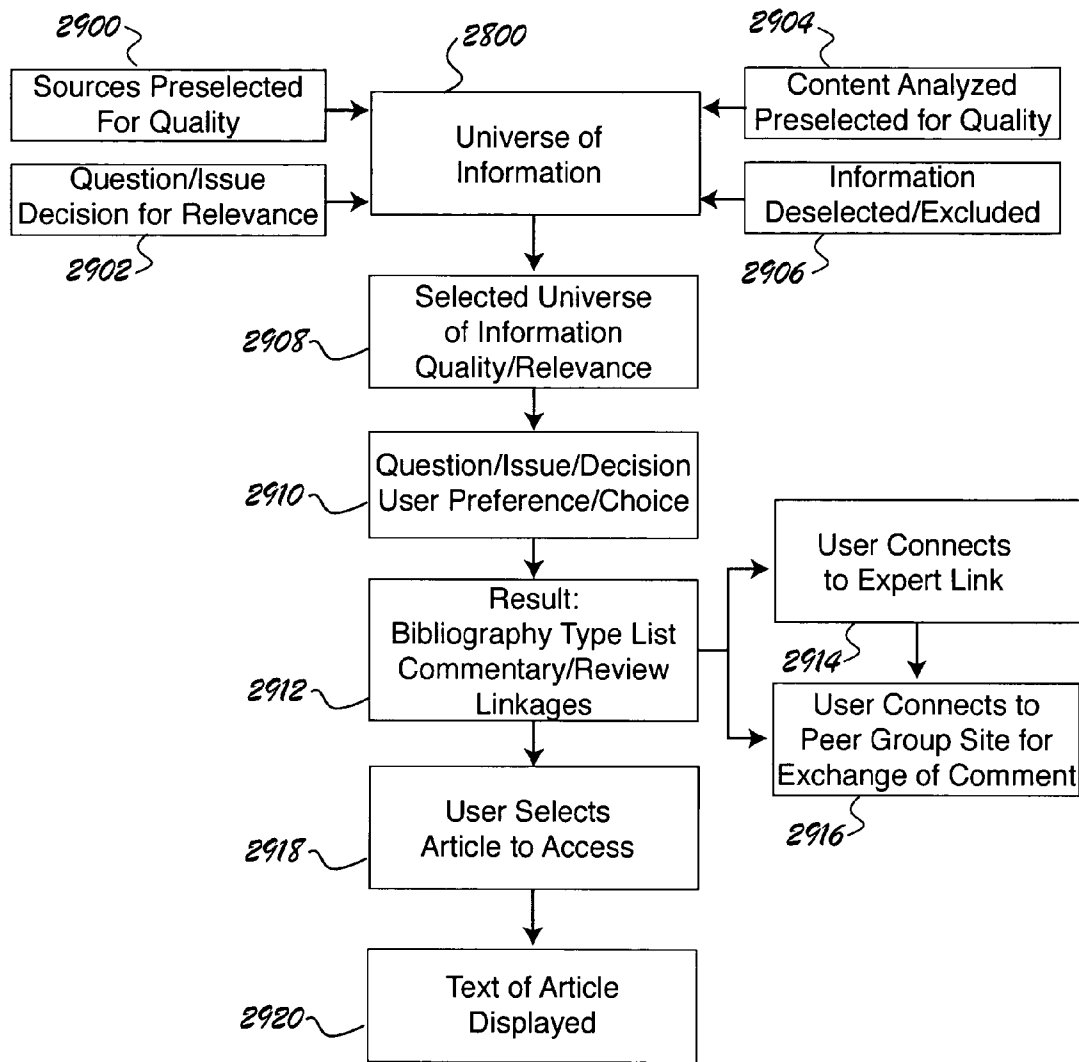 2900
2800
2904
Sources Preselected
For Quality
Universe of
Information
Content Analyzed
Preselected for Quality
Question/Issue
Decision for Relevance
Information
Deselected/Excluded
2902
2906
Selected Universe
of Information
Quality/Relevance
2908
Question/Issue/Decision
User Preference/Choice
2910
User Connects
to Expert Link
2914
Result:
Bibliography Type List
Commentary/Review
Linkages
2912
User Connects to
Peer Group Site for
Exchange of Comment
2916
User Selects
Article to Access
2918
Text of Article
Displayed
2920